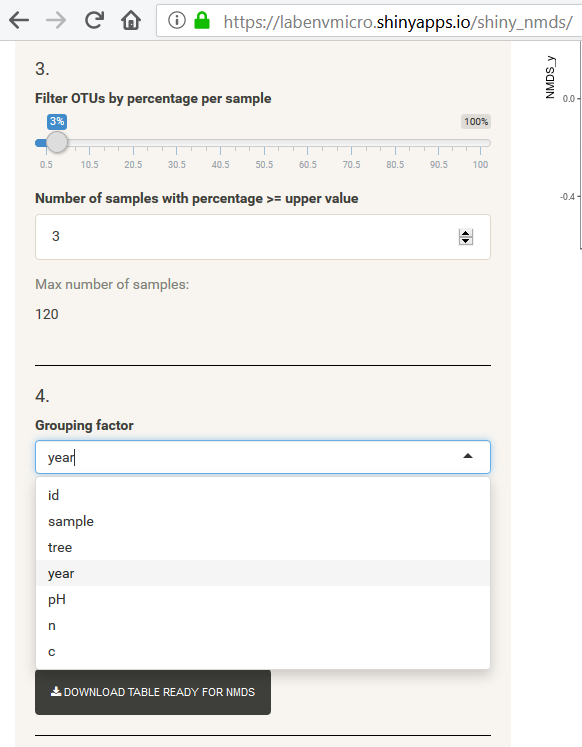 https://labenvmicro.shinyapps.io/shiny_nmds/
3.
Filter OTUs by percentage per sample
3% 100%
0.5 10.5 20.5 30.5 40.5 50.5 60.5 70.5 80.5 90.5 100
Number of samples with percentage >= upper value
3
Max number of samples:
120
4.
Grouping factor
year
id
sample
tree
year
pH
n
c
DOWNLOAD TABLE READY FOR NMDS
NMDS_y
0.0
-0.4